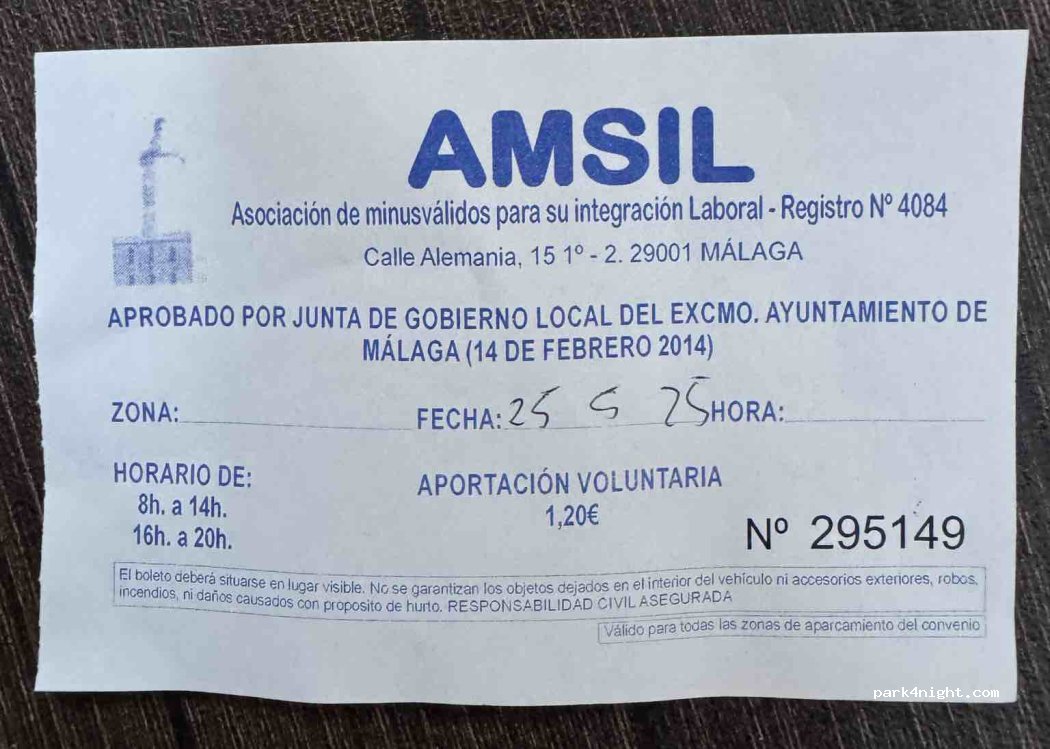 AMSIL
Asociación de minusválidos para su integración Laboral - Registro Nº 4084
Calle Alemania, 15 1º - 2. 29001 MÁLAGA
APROBADO POR JUNTA DE GOBIERNO LOCAL DEL EXCMO. AYUNTAMIENTO DE
MÁLAGA (14 DE FEBRERO 2014)
ZONA: FECHA: 25 5 25 HORA:
HORARIO DE:
8h. a 14h.
16h. a 20h.
APORTACIÓN VOLUNTARIA
1,20€
Nº 295149
El boleto deberá situarse en lugar visible. No se garantizan los objetos dejados en el interior del vehículo ni accesorios exteriores, robos,
incendios, ni daños causados con proposito de hurto. RESPONSABILIDAD CIVIL ASEGURADA
Válido para todas las zonas de aparcamiento del convenio
park4night.com